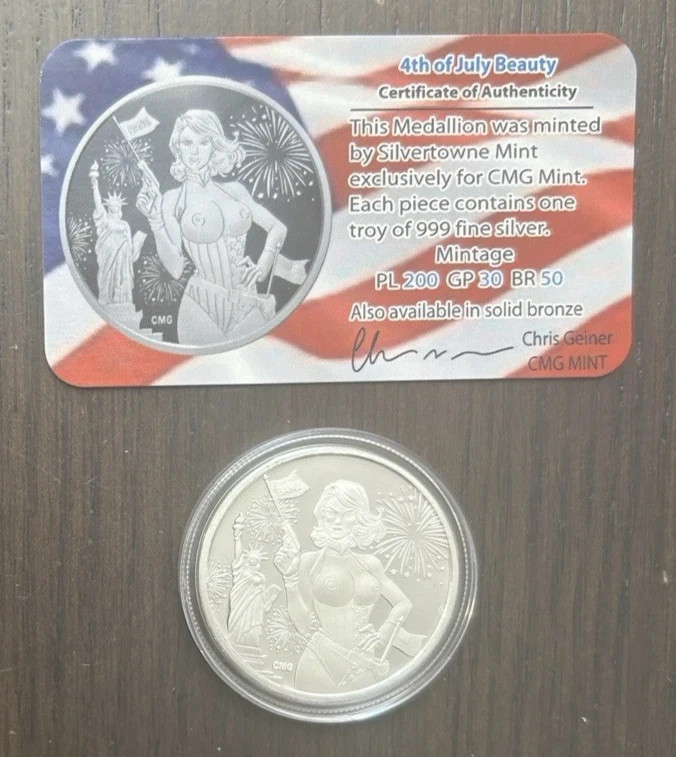 4th of July Beauty
Certificate of Authenticity
This Medallion was minted
by Silvertowne Mint
exclusively for CMG Mint.
Each piece contains one
troy of 999 fine silver.
Mintage
PL 200 GP 30 BR 50
Also available in solid bronze
Chris Geiner
CMG MINT
CMG
CMG